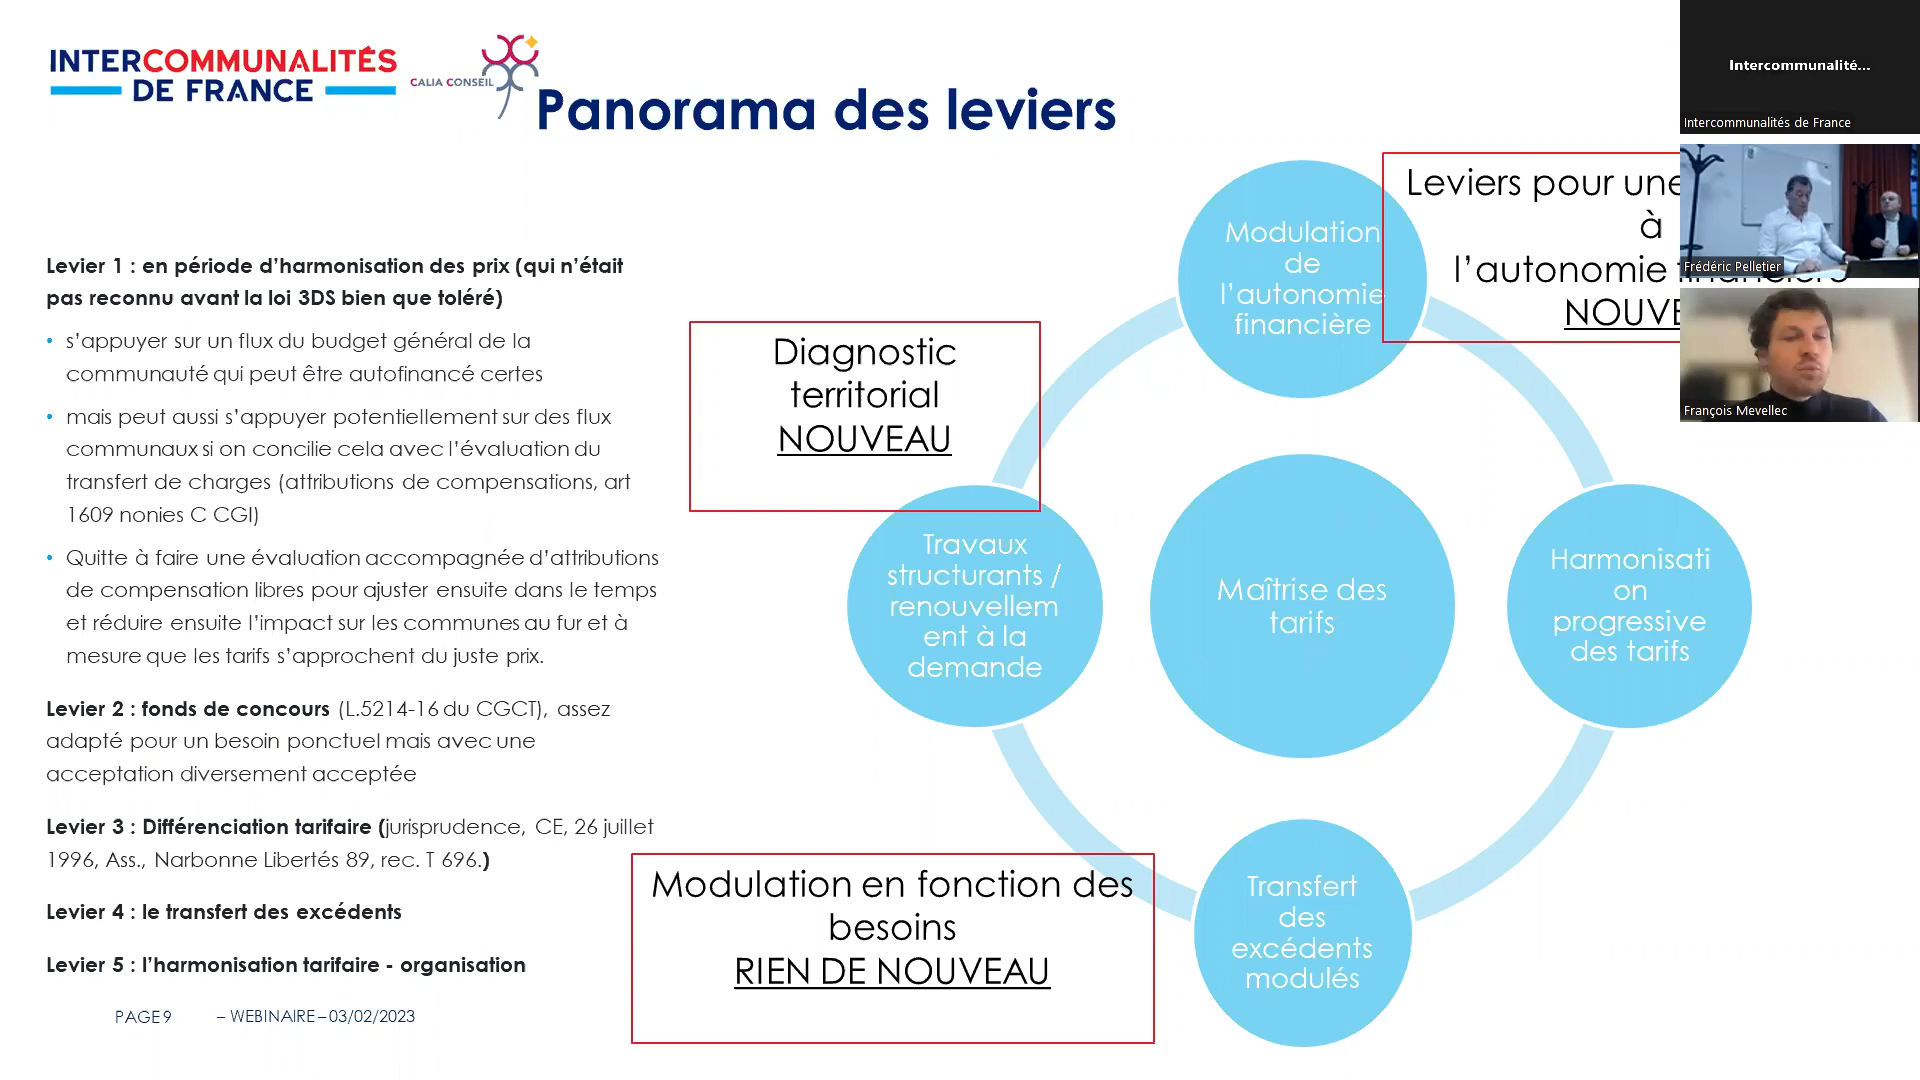 INTERCOMMUNALITÉS
DE FRANCE
CALIA CONSEIL
Panorama des leviers
Levier 1 : en période d’harmonisation des prix (qui n’était
pas reconnu avant la loi 3DS bien que toléré)
• s’appuyer sur un flux du budget général de la
communauté qui peut être autofinancé certes
• mais peut aussi s’appuyer potentiellement sur des flux
communaux si on concilie cela avec l’évaluation du
transfert de charges (attributions de compensations, art
1609 nonies C CGI)
• Quitte à faire une évaluation accompagnée d’attributions
de compensation libres pour ajuster ensuite dans le temps
et réduire ensuite l’impact sur les communes au fur et à
mesure que les tarifs s’approchent du juste prix.
Levier 2 : fonds de concours (L.5214-16 du CGCT), assez
adapté pour un besoin ponctuel mais avec une
acceptation diversement acceptée
Levier 3 : Différenciation tarifaire (jurisprudence, CE, 26 juillet
1996, Ass., Narbonne Libertés 89, rec. T 696.)
Levier 4 : le transfert des excédents
Levier 5 : l’harmonisation tarifaire - organisation
PAGE 9 – WEBINAIRE – 03/02/2023
Diagnostic
territorial
NOUVEAU
Modulation
de
l’autonomie
financière
Leviers pour une
à
l’autonomie
Travaux
structurants /
renouvellem
ent à la
demande
Maîtrise des
tarifs
Harmonisati
on
progressive
des tarifs
Modulation en fonction des
besoins
RIEN DE NOUVEAU
Transfert
des
excédents
modulés
Intercommunalité...
Intercommunalités de France
Frédéric Pelletier
François Mevellec